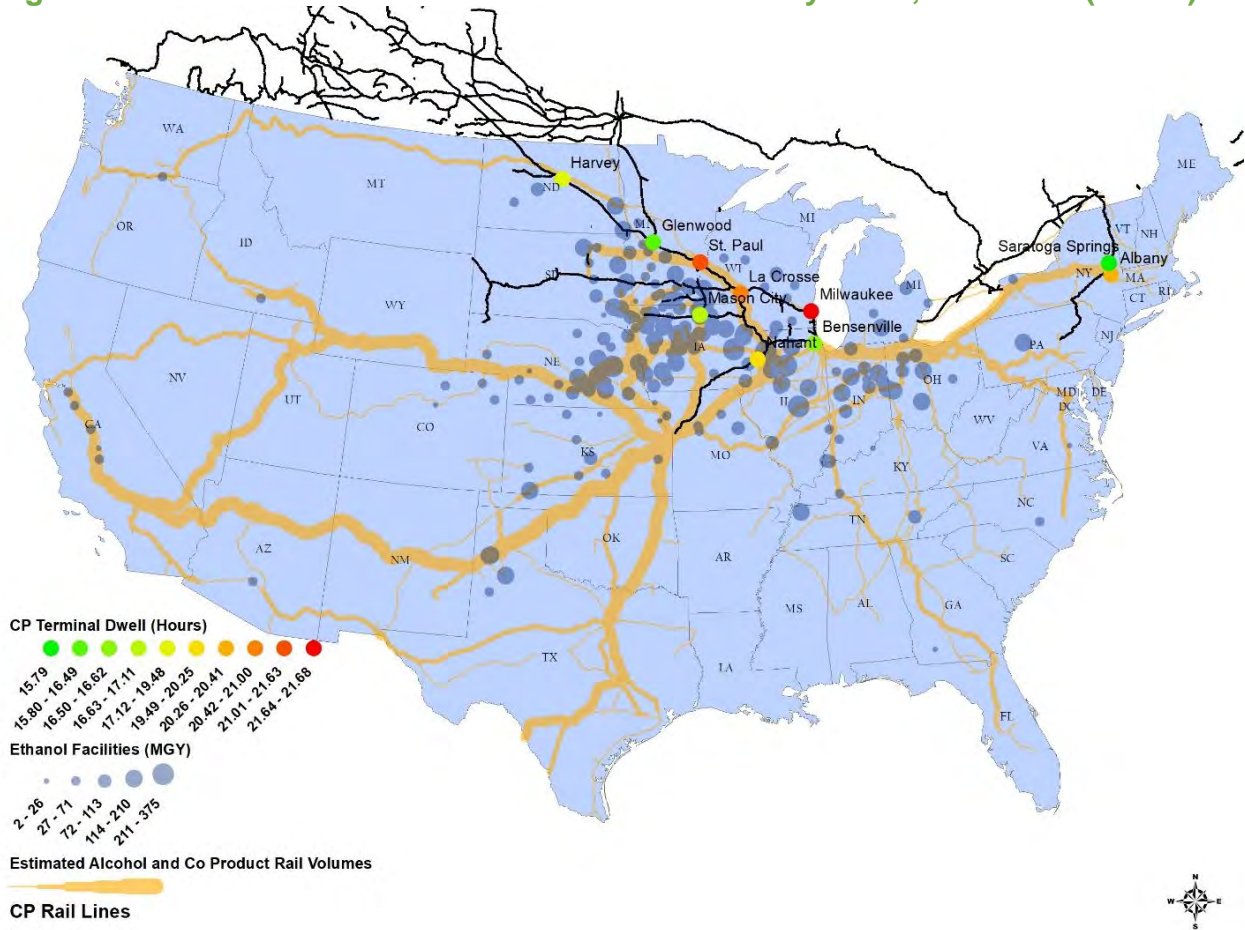 WA
MT
Harvey
ND
ME
OR
ID
Glenwood
MN
MI
VT
NH
St. Paul
WI
Saratoga Springs
Albany
NY
MA
SD
La Crosse
CT
RI
WY
Mason City
Milwaukee
MI
Bensenville
PA
NJ
IA
Nahant
NE
OH
MD
DE
DC
NV
UT
IL
IN
WV
CA
CO
VA
KS
MO
KY
NC
TN
OK
AZ
NM
AR
SC
MS
AL
GA
TX
LA
FL
CP Terminal Dwell (Hours)
15.79
15.80 - 16.49
16.50 - 16.62
16.63 - 17.11
17.12 - 19.48
19.49 - 20.25
20.26 - 20.41
20.42 - 21.00
21.01 - 21.63
21.64 - 21.68
Ethanol Facilities (MGY)
2 - 26
27 - 71
72 - 113
114 - 210
211 - 375
Estimated Alcohol and Co Product Rail Volumes
CP Rail Lines
N
W
E
S